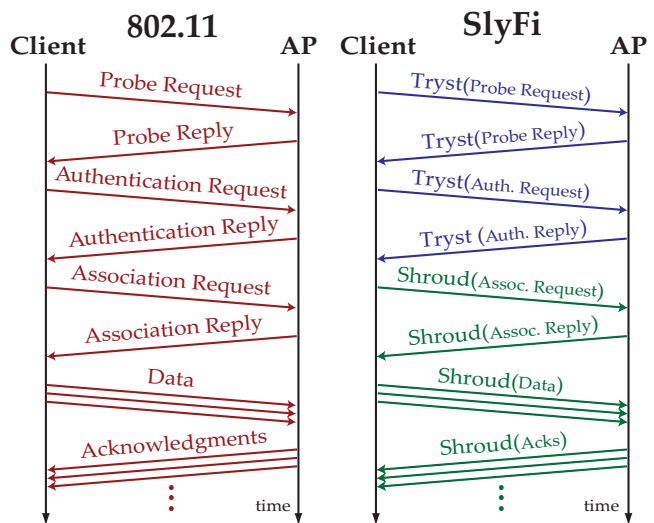 802.11
Client
AP
Probe Request
Probe Reply
Authentication Request
Authentication Reply
Association Request
Association Reply
Data
Acknowledgments
time
SlyFi
Client
AP
Tryst(Probe Request)
Tryst(Probe Reply)
Tryst(Auth. Request)
Tryst (Auth. Reply)
Shroud(Assoc. Request)
Shroud(Assoc. Reply)
Shroud(Data)
Shroud(Acks)
time